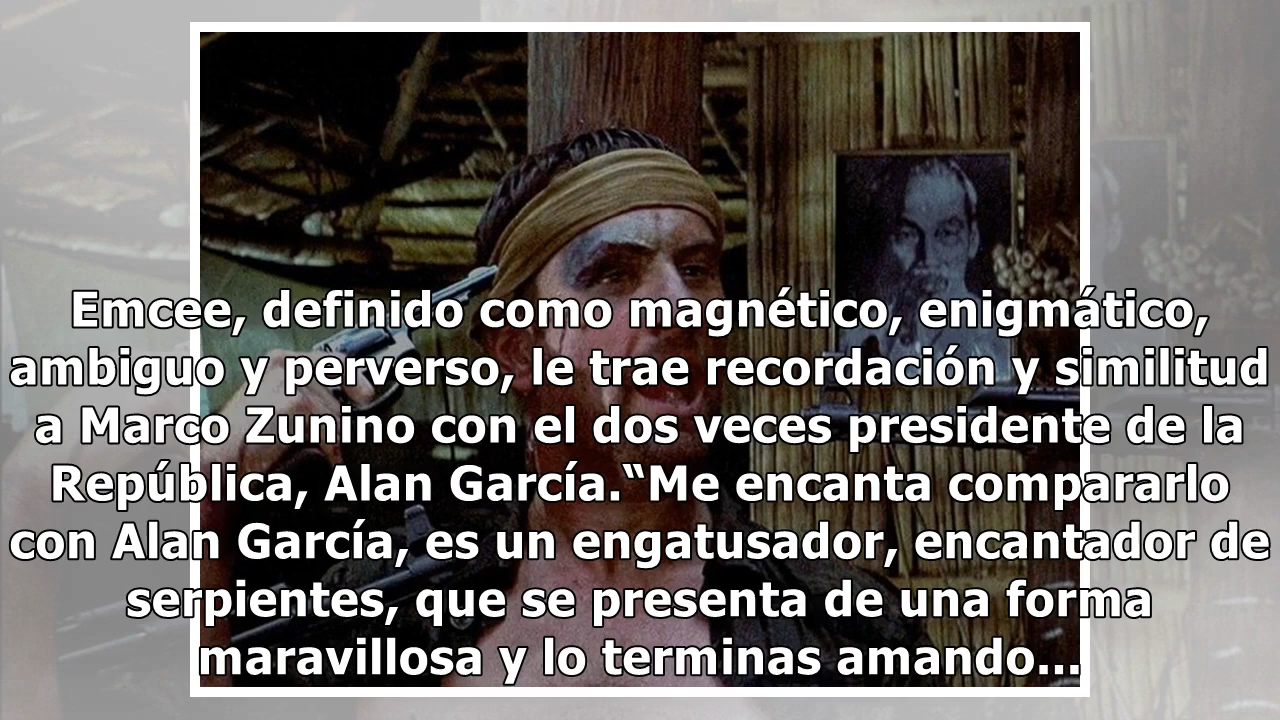 Emcee, definido como magnético, enigmático,
ambiguo y perverso, le trae recordación y similitud
a Marco Zunino con el dos veces presidente de la
República, Alan García.“Me encanta compararlo
con Alan García, es un engatusador, encantador de
serpientes, que se presenta de una forma
maravillosa y lo terminas amando...